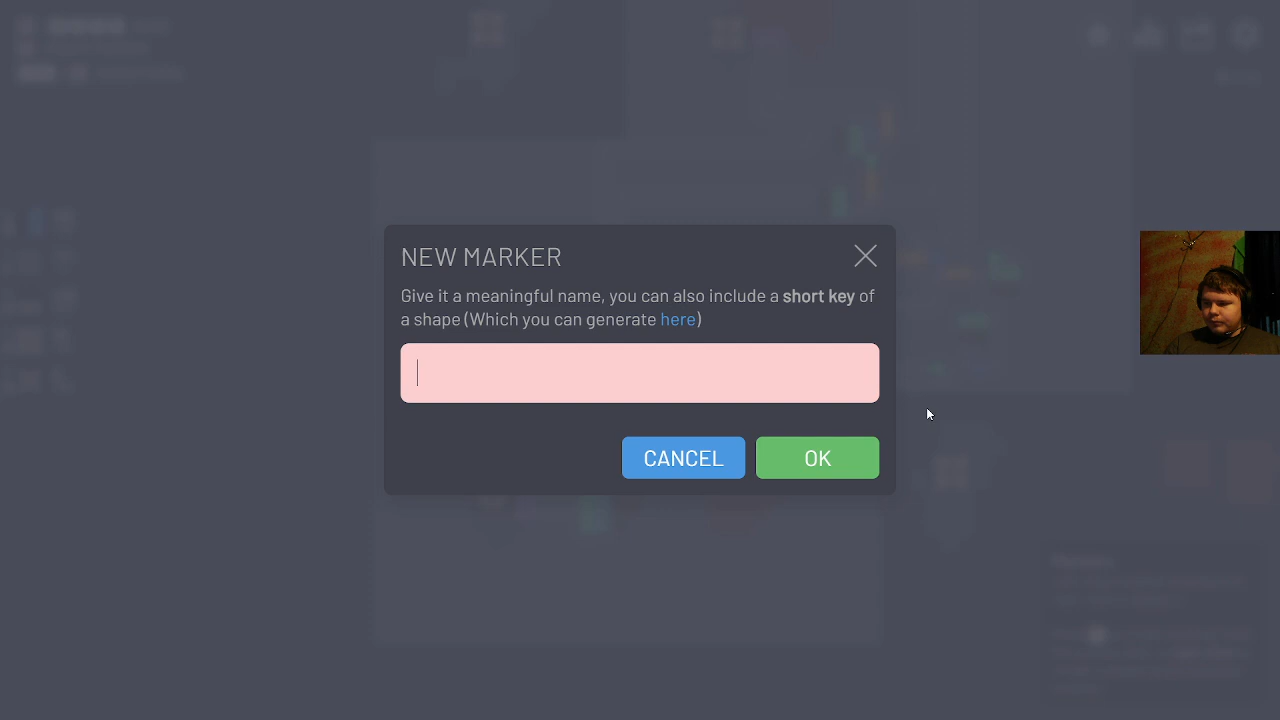 NEW MARKER
Give it a meaningful name, you can also include a short key of
a shape (Which you can generate here)
CANCEL
OK